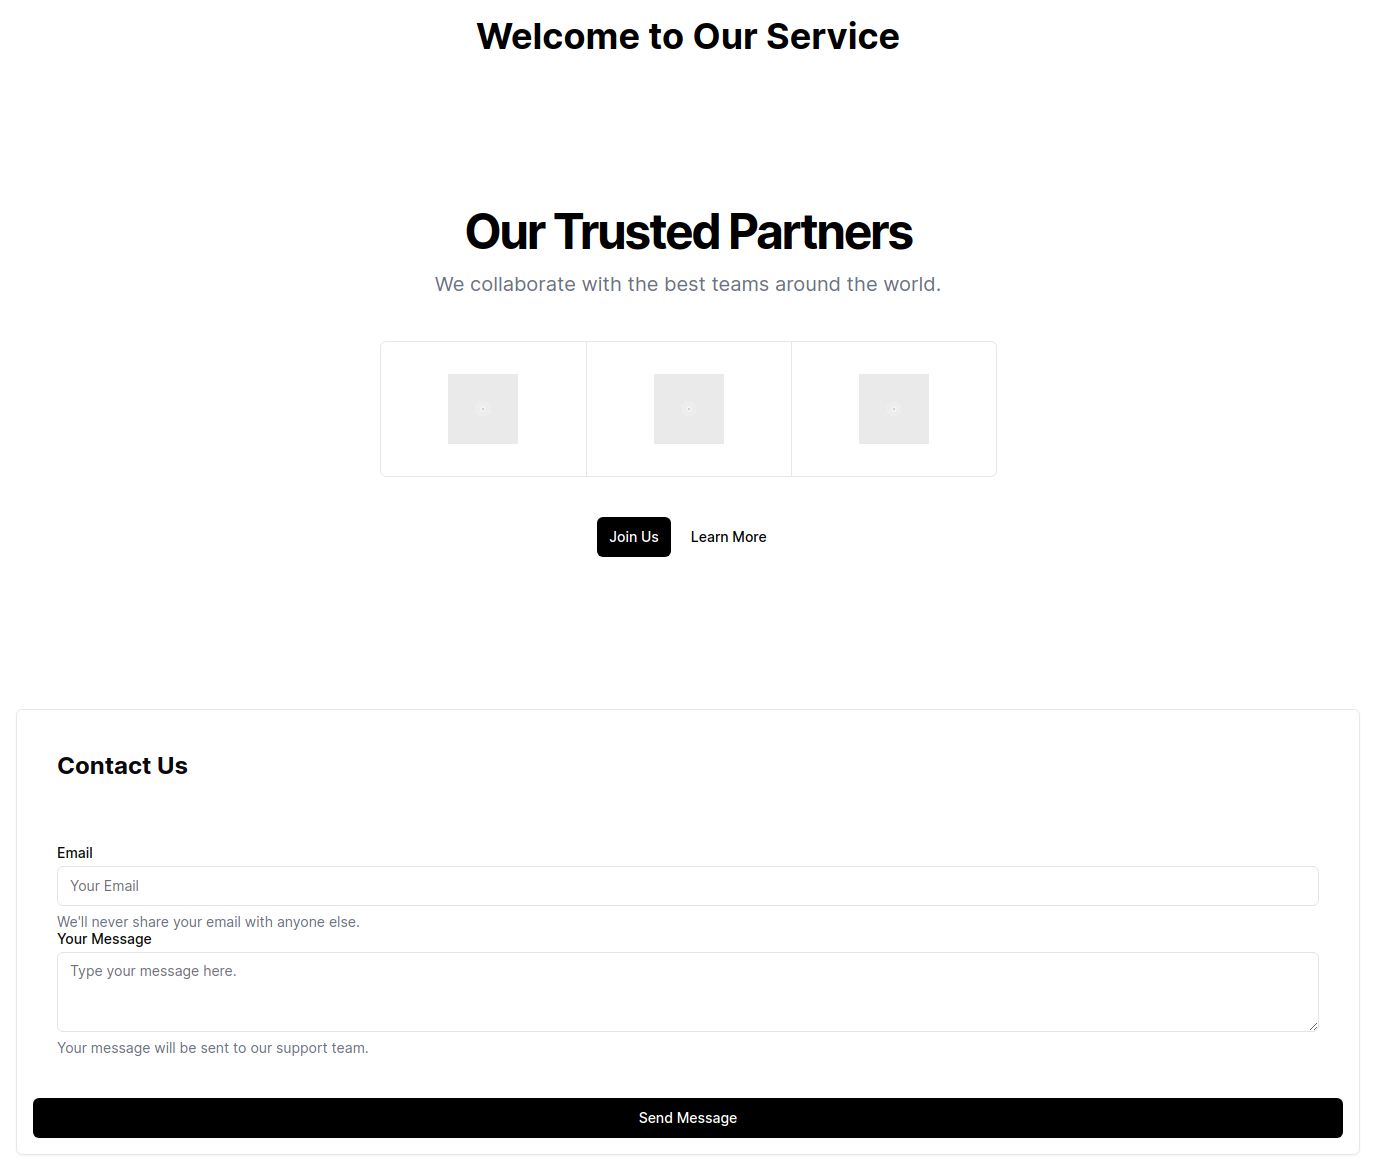 Welcome to Our Service
Our Trusted Partners
We collaborate with the best teams around the world.
Join Us
Learn More
Contact Us
Email
Your Email
We'll never share your email with anyone else.
Your Message
Type your message here.
Your message will be sent to our support team.
Send Message